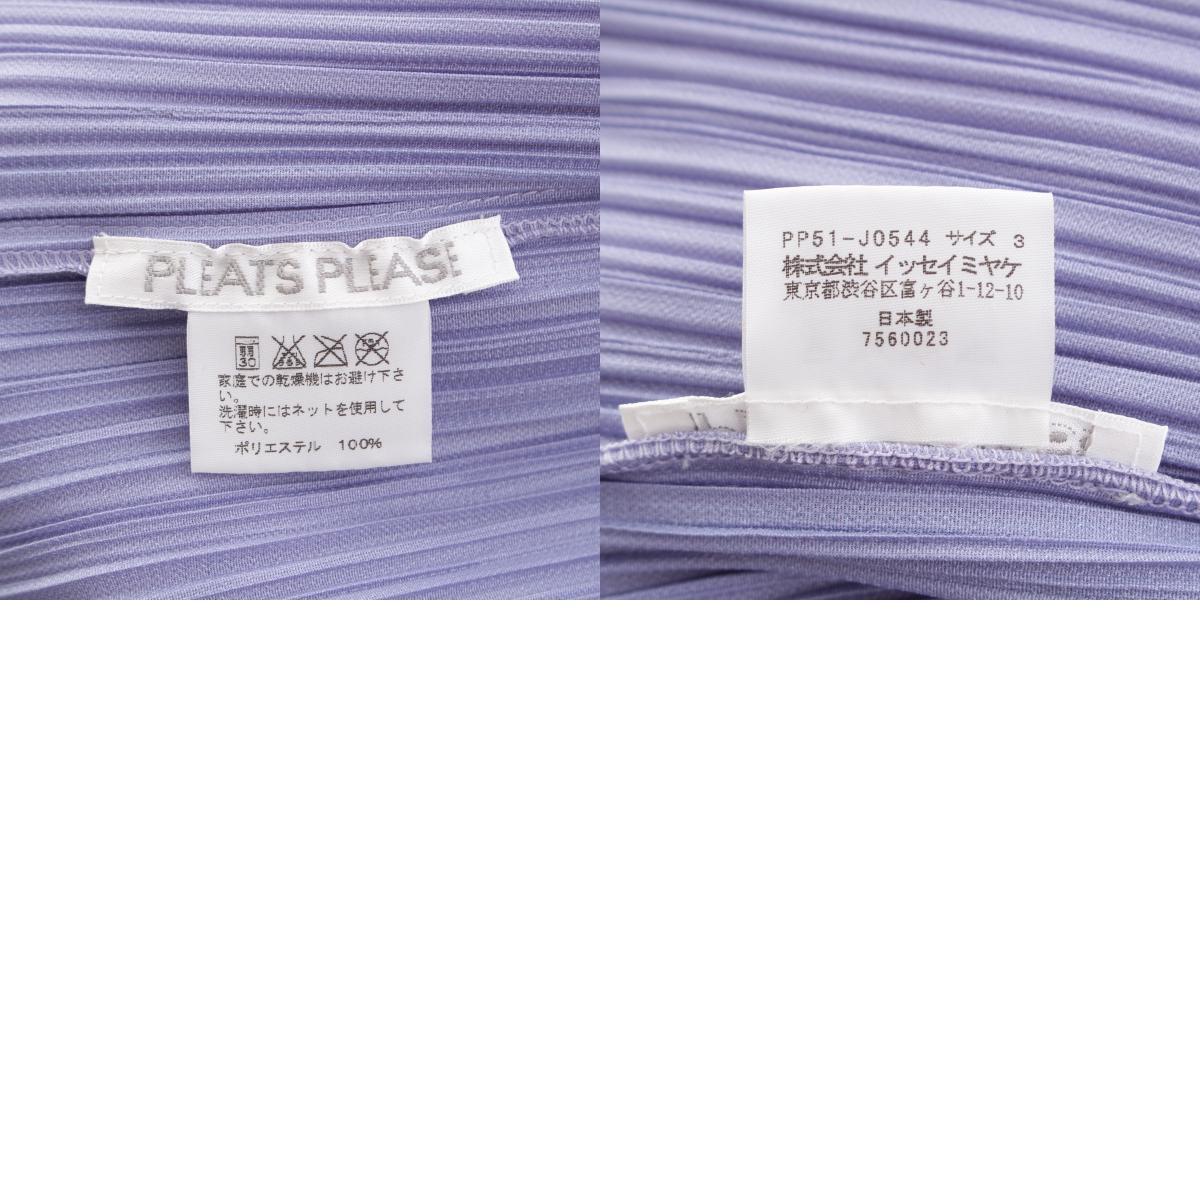 PLEATS PLEASE
弱
30
家庭での乾燥機はお避け下さ
い。
洗濯時にはネットを使用して
下さい。
ポリエステル 100%
PP51-J0544 サイズ 3
株式会社 イッセイミヤケ
東京都渋谷区富ヶ谷1-12-10
日本製
7560023